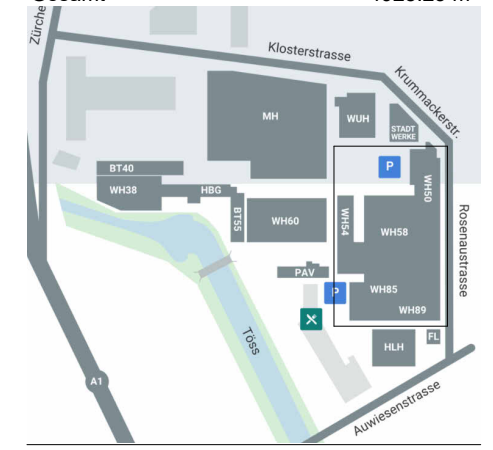 Zürche
Klosterstrasse
Krummackerstr.
MH
WUH
STADT
WERKE
P
WH50
BT40
WH38
HBG
BT55
WH60
WH54
WH58
Rosenaustrasse
PAV
P
WH85
WH89
Töss
HLH
FL
A1
Auwiesenstrasse